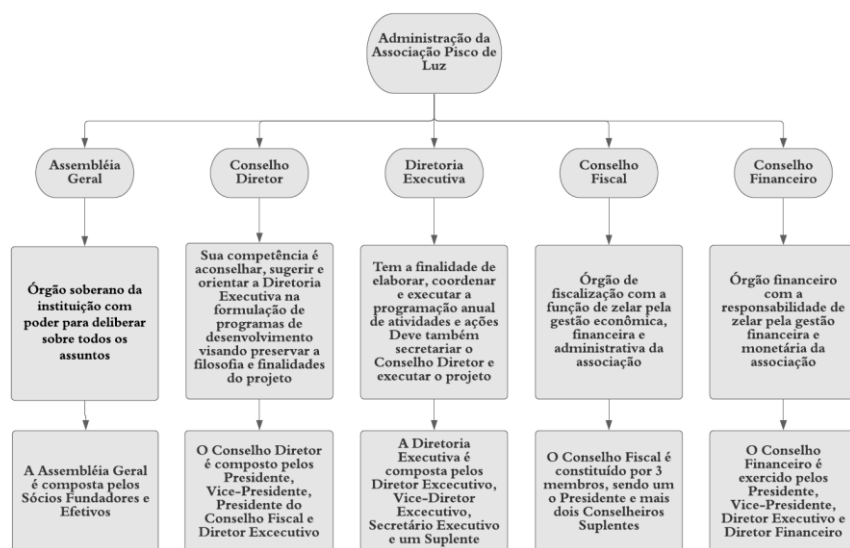 Administração da
Associação Pisco de
Luz
Assembléia
Geral
Conselho
Diretor
Diretoria
Executiva
Conselho
Fiscal
Conselho
Financeiro
Órgão soberano da
instituição com
poder para deliberar
sobre todos os
assuntos
Sua competência é
aconselhar, sugerir e
orientar a Diretoria
Executiva na
formulação de
programas de
desenvolvimento
visando preservar a
filosofia e finalidades
do projeto
Tem a finalidade de
elaborar, coordenar
e executar a
programação anual
de atividades e ações
Deve também
secretariar o
Conselho Diretor e
executar o projeto
Órgão de
fiscalização com a
função de zelar pela
gestão econômica,
financeira e
administrativa da
associação
Órgão financeiro
com a
responsabilidade de
zelar pela gestão
financeira e
monetária da
associação
A Assembléia Geral
é composta pelos
Sócios Fundadores e
Efetivos
O Conselho Diretor
é composto pelos
Presidente,
Vice-Presidente,
Presidente do
Conselho Fiscal e
Diretor Excecutivo
A Diretoria
Executiva é
composta pelos
Diretor Excecutivo,
Vice-Diretor
Excecutivo,
Secretário Executivo
e um Suplente
O Conselho Fiscal é
constituído por 3
membros, sendo um
o Presidente e mais
dois Conselheiros
Suplentes
O Conselho
Financeiro é
exercido pelos
Presidente,
Vice-Presidente,
Diretor Executivo e
Diretor Financeiro